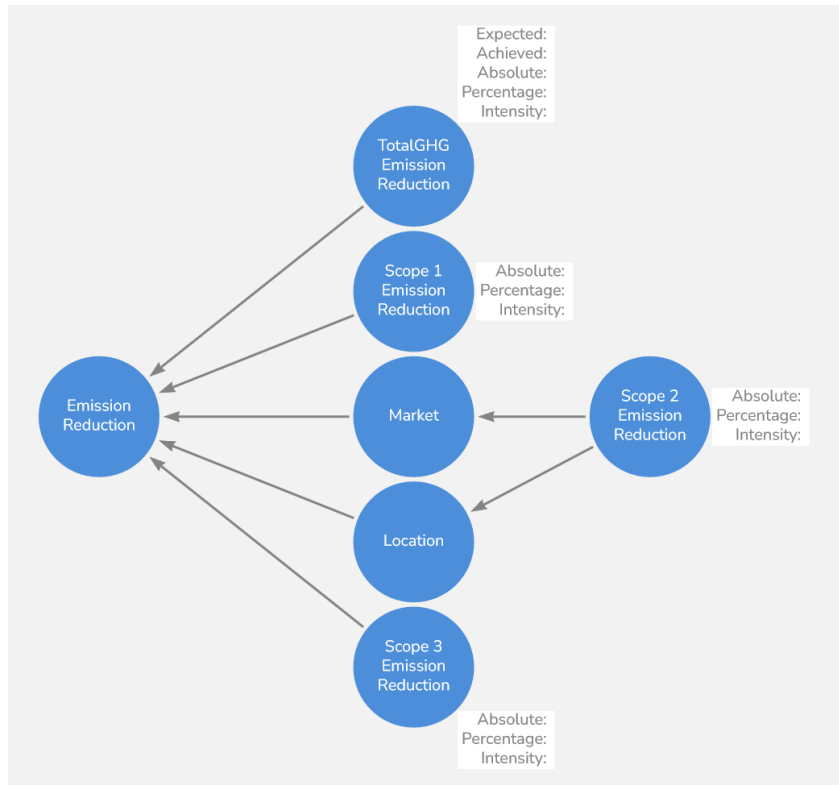 Expected:
Achieved:
Absolute:
Percentage:
Intensity:
TotalGHG
Emission
Reduction
Scope 1
Emission
Reduction
Absolute:
Percentage:
Intensity:
Emission
Reduction
Market
Scope 2
Emission
Reduction
Absolute:
Percentage:
Intensity:
Location
Scope 3
Emission
Reduction
Absolute:
Percentage:
Intensity: